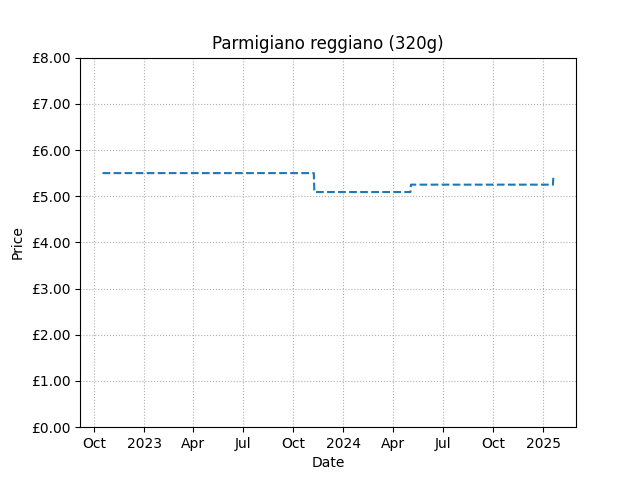 Parmigiano reggiano (320g)
£8.00
£7.00
£6.00
£5.00
£4.00
£3.00
£2.00
£1.00
£0.00
Price
Oct 2023 Apr Jul Oct 2024 Apr Jul Oct 2025
Date